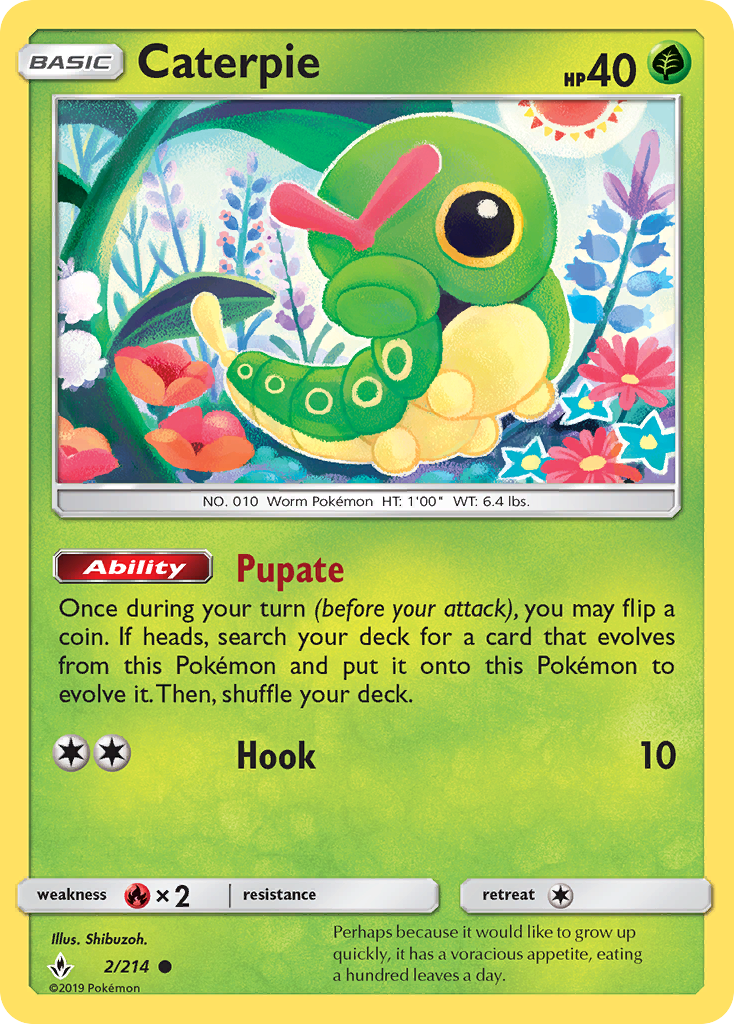 BASIC Caterpie HP40
NO. 010 Worm Pokémon HT: 1'00" WT: 6.4 lbs.
Ability Pupate
Once during your turn (before your attack), you may flip a
coin. If heads, search your deck for a card that evolves
from this Pokémon and put it onto this Pokémon to
evolve it. Then, shuffle your deck.
Hook 10
weakness × 2 resistance retreat
Illus. Shibuzoh.
2/214
©2019 Pokémon
Perhaps because it would like to grow up
quickly, it has a voracious appetite, eating
a hundred leaves a day.